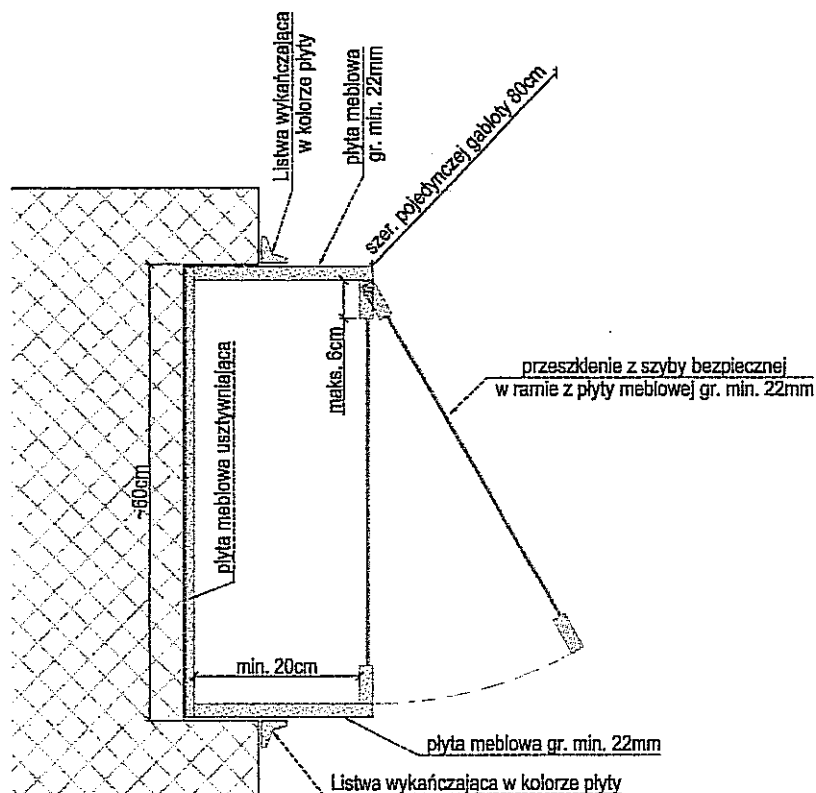 Listwa wykańczająca
w kolorze płyty
płyta meblowa
gr. min. 22mm
szer. pojedynczej gabloty 80cm
maks. 6cm
przeszklenie z szyby bezpiecznej
w ramie z płyty meblowej gr. min. 22mm
~60cm
płyta meblowa usztywniająca
min. 20cm
płyta meblowa gr. min. 22mm
Listwa wykańczająca w kolorze płyty